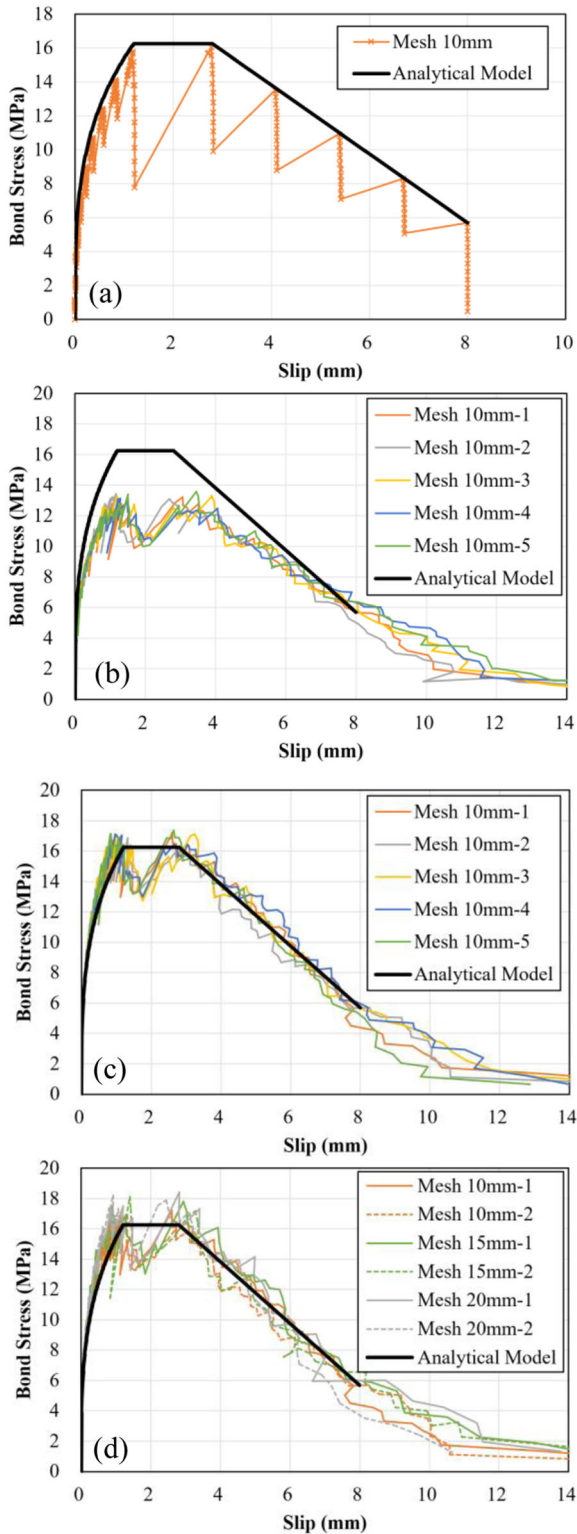 16
14
12
10
8
6
4
2
0
Bond Stress (MPa)
Mesh 10mm
Analytical Model
(a)
0 2 4 6 8 10
Slip (mm)
20
18
16
14
12
10
8
6
4
2
0
Bond Stress (MPa)
Mesh 10mm-1
Mesh 10mm-2
Mesh 10mm-3
Mesh 10mm-4
Mesh 10mm-5
Analytical Model
(b)
0 2 4 6 8 10 12 14
Slip (mm)
20
18
16
14
12
10
8
6
4
2
0
Bond Stress (MPa)
Mesh 10mm-1
Mesh 10mm-2
Mesh 10mm-3
Mesh 10mm-4
Mesh 10mm-5
Analytical Model
(c)
0 2 4 6 8 10 12 14
Slip (mm)
20
18
16
14
12
10
8
6
4
2
0
Bond Stress (MPa)
Mesh 10mm-1
Mesh 10mm-2
Mesh 15mm-1
Mesh 15mm-2
Mesh 20mm-1
Mesh 20mm-2
Analytical Model
(d)
0 2 4 6 8 10 12 14
Slip (mm)